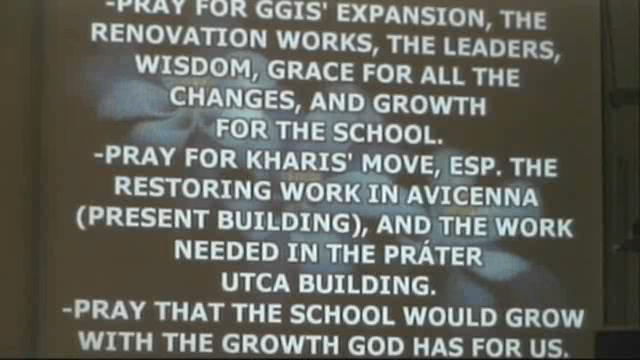 -PRAY FOR GGIS' EXPANSION, THE
RENOVATION WORKS, THE LEADERS,
WISDOM, GRACE FOR ALL THE
CHANGES, AND GROWTH
FOR THE SCHOOL.
-PRAY FOR KHARIS' MOVE, ESP. THE
RESTORING WORK IN AVICENNA
(PRESENT BUILDING), AND THE WORK
NEEDED IN THE PRÁTER
UTCA BUILDING.
-PRAY THAT THE SCHOOL WOULD GROW
WITH THE GROWTH GOD HAS FOR US.